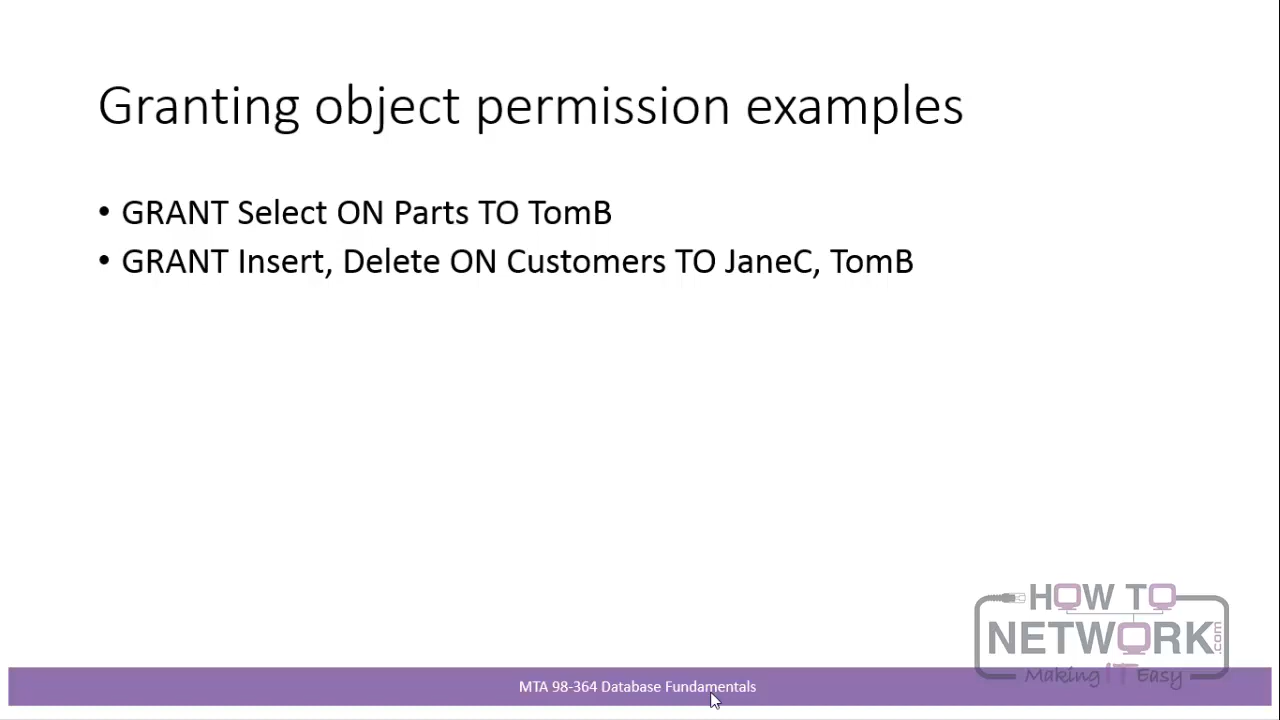 Granting object permission examples
• GRANT Select ON Parts TO TomB
• GRANT Insert, Delete ON Customers TO JaneC, TomB
HOW TO
NETWORK.com
Making IT Easy
MTA 98-364 Database Fundamentals